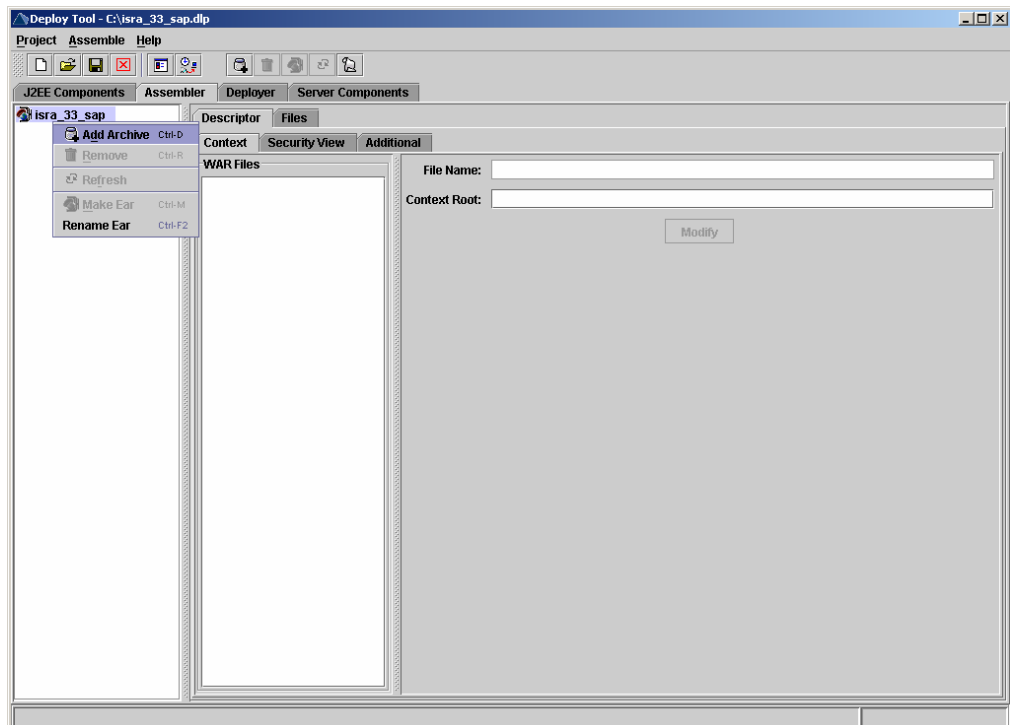 Deploy Tool - C:\isra_33_sap.dlp
Project Assemble Help
J2EE Components Assembler Deployer Server Components
isra_33_sap
Add Archive Ctrl-D
Remove Ctrl-R
Refresh
Make Ear Ctrl-M
Rename Ear Ctrl-F2
Descriptor Files
Context Security View Additional
WAR Files
File Name:
Context Root:
Modify